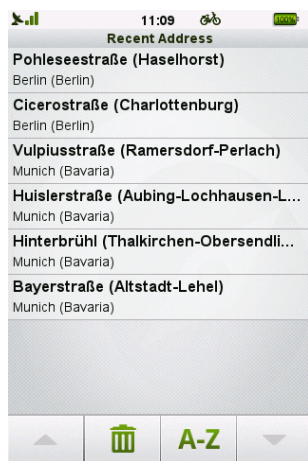 11:09
100%
Recent Address
Pohleseestraße (Haselhorst)
Berlin (Berlin)
Cicerostraße (Charlottenburg)
Berlin (Berlin)
Vulpiusstraße (Ramersdorf-Perlach)
Munich (Bavaria)
Huislerstraße (Aubing-Lochhausen-L...
Munich (Bavaria)
Hinterbrühl (Thalkirchen-Obersendli...
Munich (Bavaria)
Bayerstraße (Altstadt-Lehel)
Munich (Bavaria)
A-Z